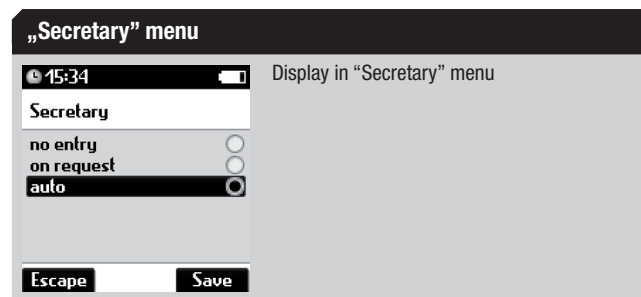 „Secretary” menu
15:34
Secretary
no entry
on request
auto
Escape Save
Display in “Secretary” menu